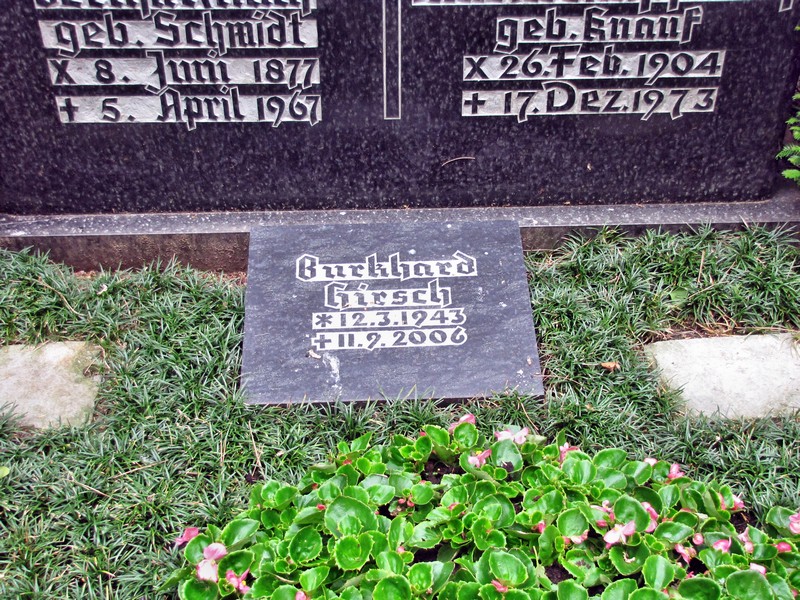 geb. Schmidt
× 8. Juni 1877
+ 5. April 1967
geb. Knauf
× 26. Feb. 1904
+ 17. Dez. 1973
Burkhard
Hirsch
* 12.3.1943
+ 11.9.2006